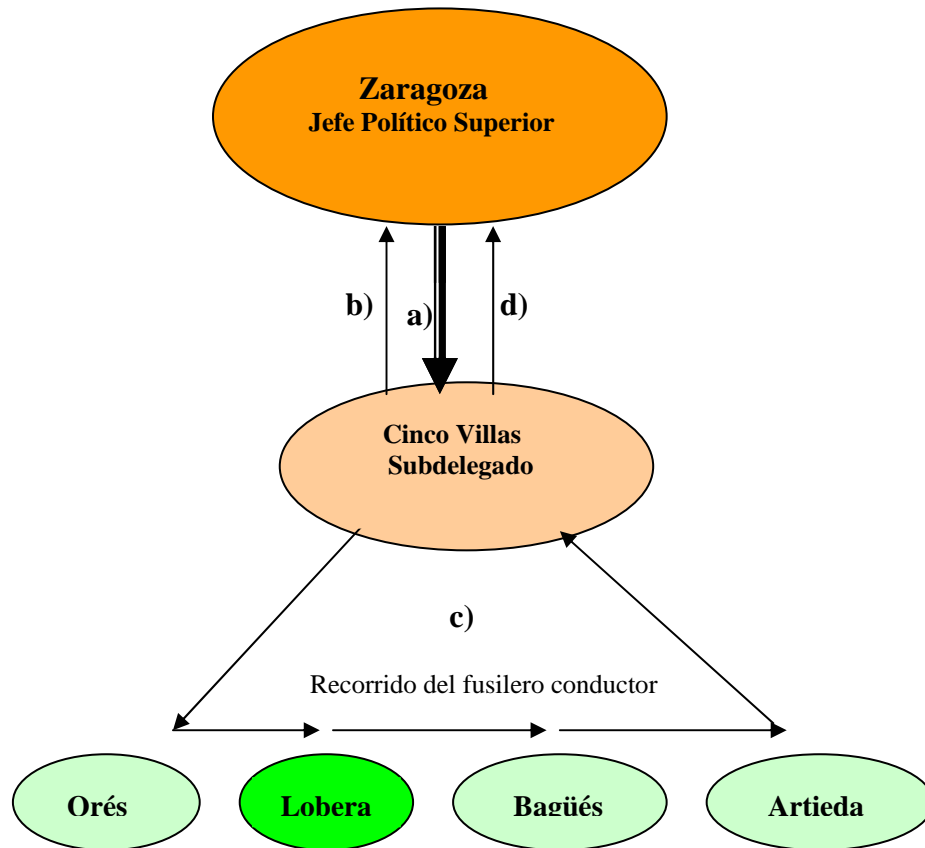 Zaragoza
Jefe Político Superior
b)
a)
d)
Cinco Villas
Subdelegado
c)
Recorrido del fusilero conductor
Orés
Lobera
Bagüés
Artieda